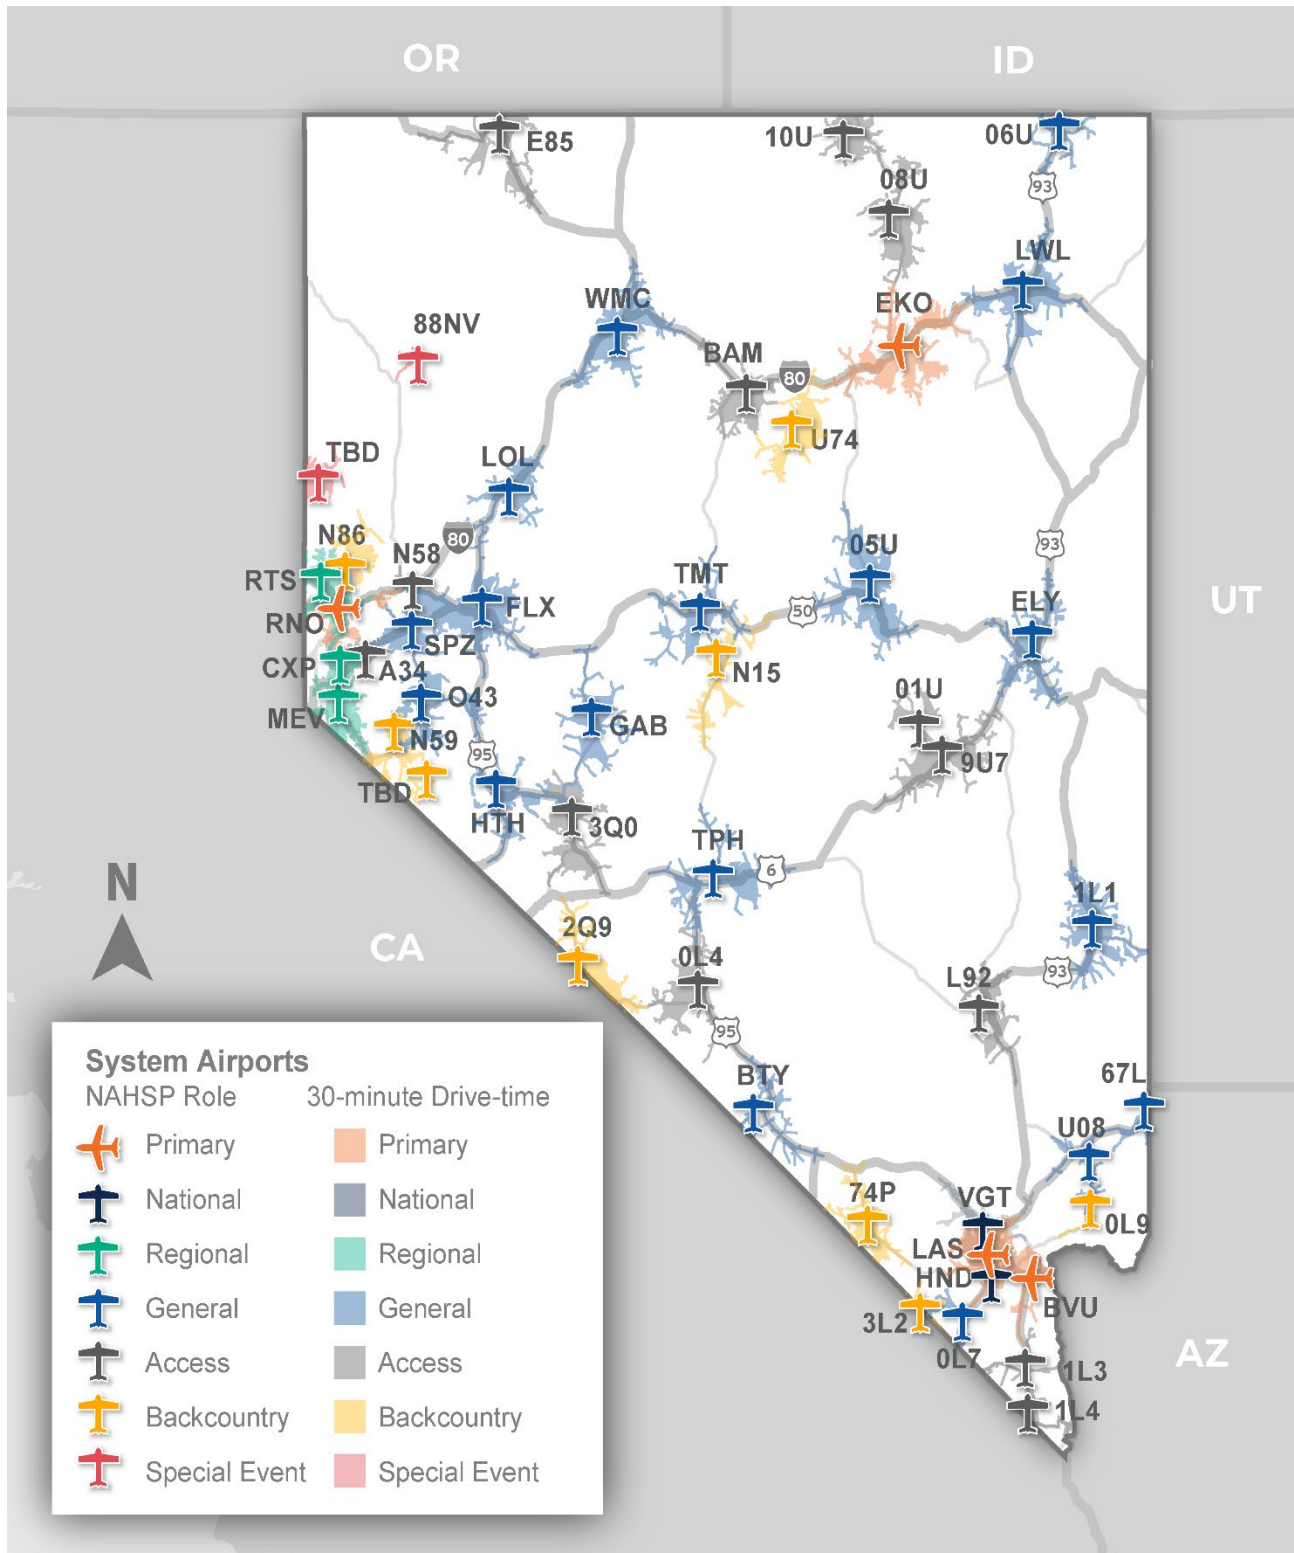 OR
ID
E85
10U
06U
08U
93
LWL
WMC
EKO
88NV
BAM
80
U74
TBD
LOL
80
N86
N58
05U
93
RTS
TMT
FLX
50
ELY
RNO
SPZ
UT
CXP
A34
N15
O43
01U
MEV
GAB
N59
95
9U7
TBD
HTH
3Q0
TPH
6
N
1L1
2Q9
CA
0L4
93
L92
95
BTY
67L
U08
74P
VGT
0L9
LAS
HND
BVU
3L2
0L7
AZ
1L3
1L4
System Airports
NAHSP Role 30-minute Drive-time
Primary Primary
National National
Regional Regional
General General
Access Access
Backcountry Backcountry
Special Event Special Event